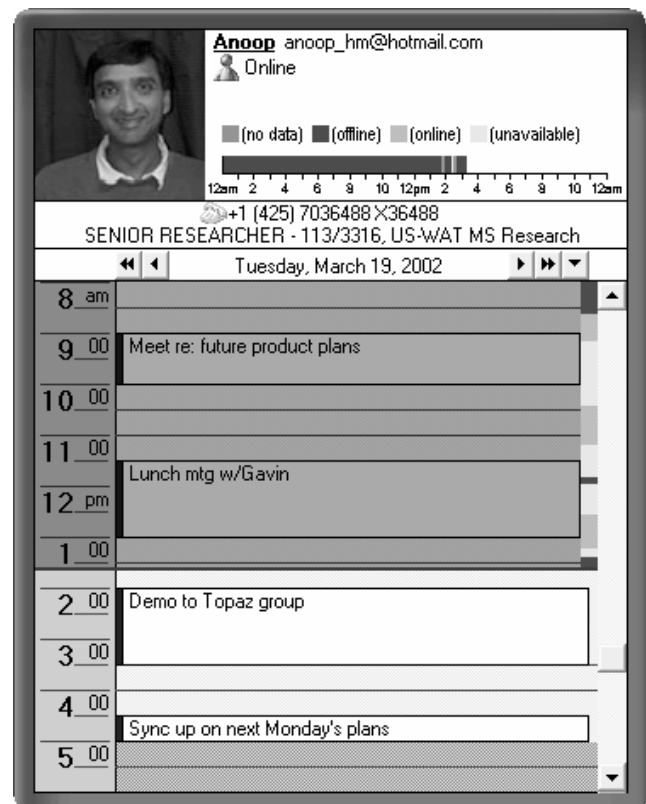 Anoop anoop_hm@hotmail.com
Online
(no data) (offline) (online) (unavailable)
12am 2 4 6 8 10 12pm 2 4 6 8 10 12am
+1 (425) 7036488 X36488
SENIOR RESEARCHER - 113/3316, US-WAT MS Research
Tuesday, March 19, 2002
8 am
9 00 Meet re: future product plans
10 00
11 00
Lunch mtg w/Gavin
12 pm
1 00
2 00 Demo to Topaz group
3 00
4 00
Sync up on next Monday's plans
5 00